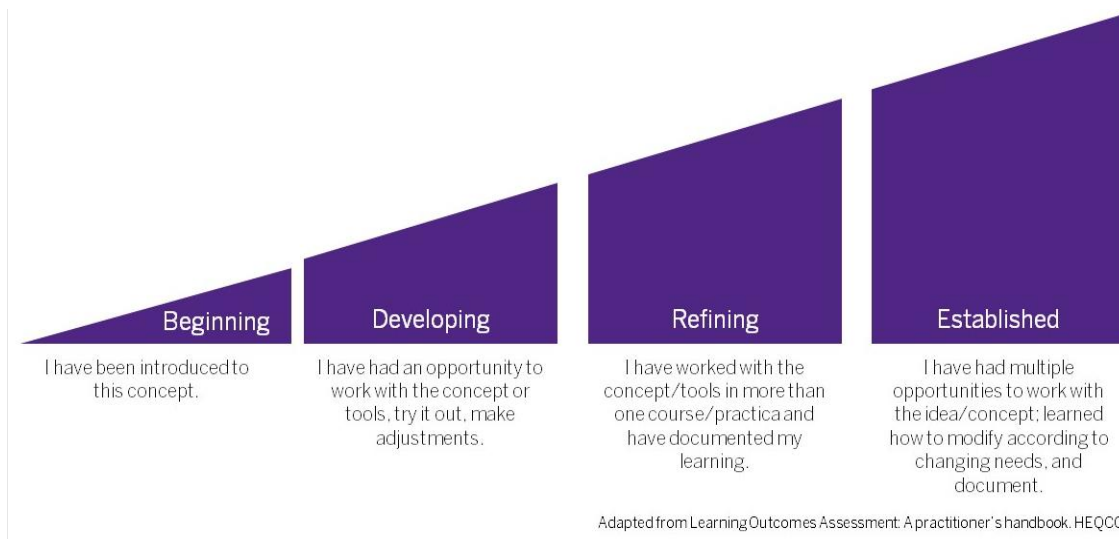 Beginning
I have been introduced to
this concept.
Developing
I have had an opportunity to
work with the concept or
tools, try it out, make
adjustments.
Refining
I have worked with the
concept/tools in more than
one course/practica and
have documented my
learning.
Established
I have had multiple
opportunities to work with
the idea/concept; learned
how to modify according to
changing needs, and
document.
Adapted from Learning Outcomes Assessment: A practitioner's handbook. HEQCO